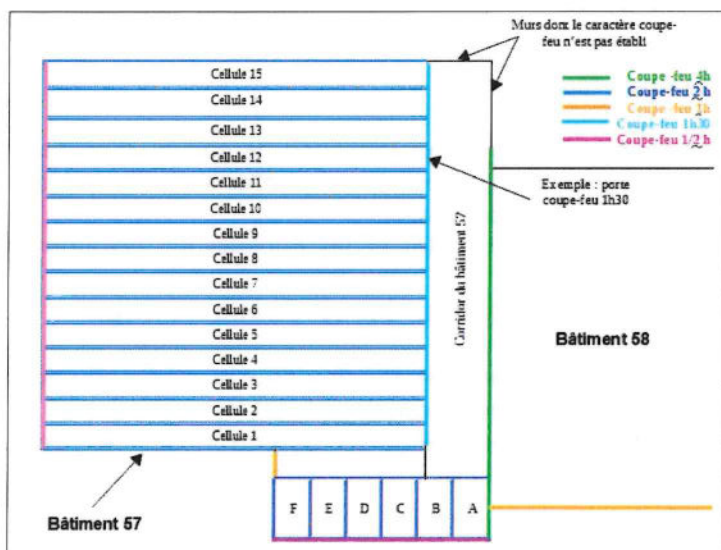 Murs dont le caractère coupe-
feu n'est pas établi
Coupe-feu 4h
Coupe-feu 2h
Coupe-feu 1h
Coupe-feu 1h30
Coupe-feu 1/2h
Cellule 15
Cellule 14
Cellule 13
Cellule 12
Cellule 11
Cellule 10
Cellule 9
Cellule 8
Cellule 7
Cellule 6
Cellule 5
Cellule 4
Cellule 3
Cellule 2
Cellule 1
Exemple : porte
coupe-feu 1h30
Corridor du bâtiment 57
Bâtiment 58
F E D C B A
Bâtiment 57